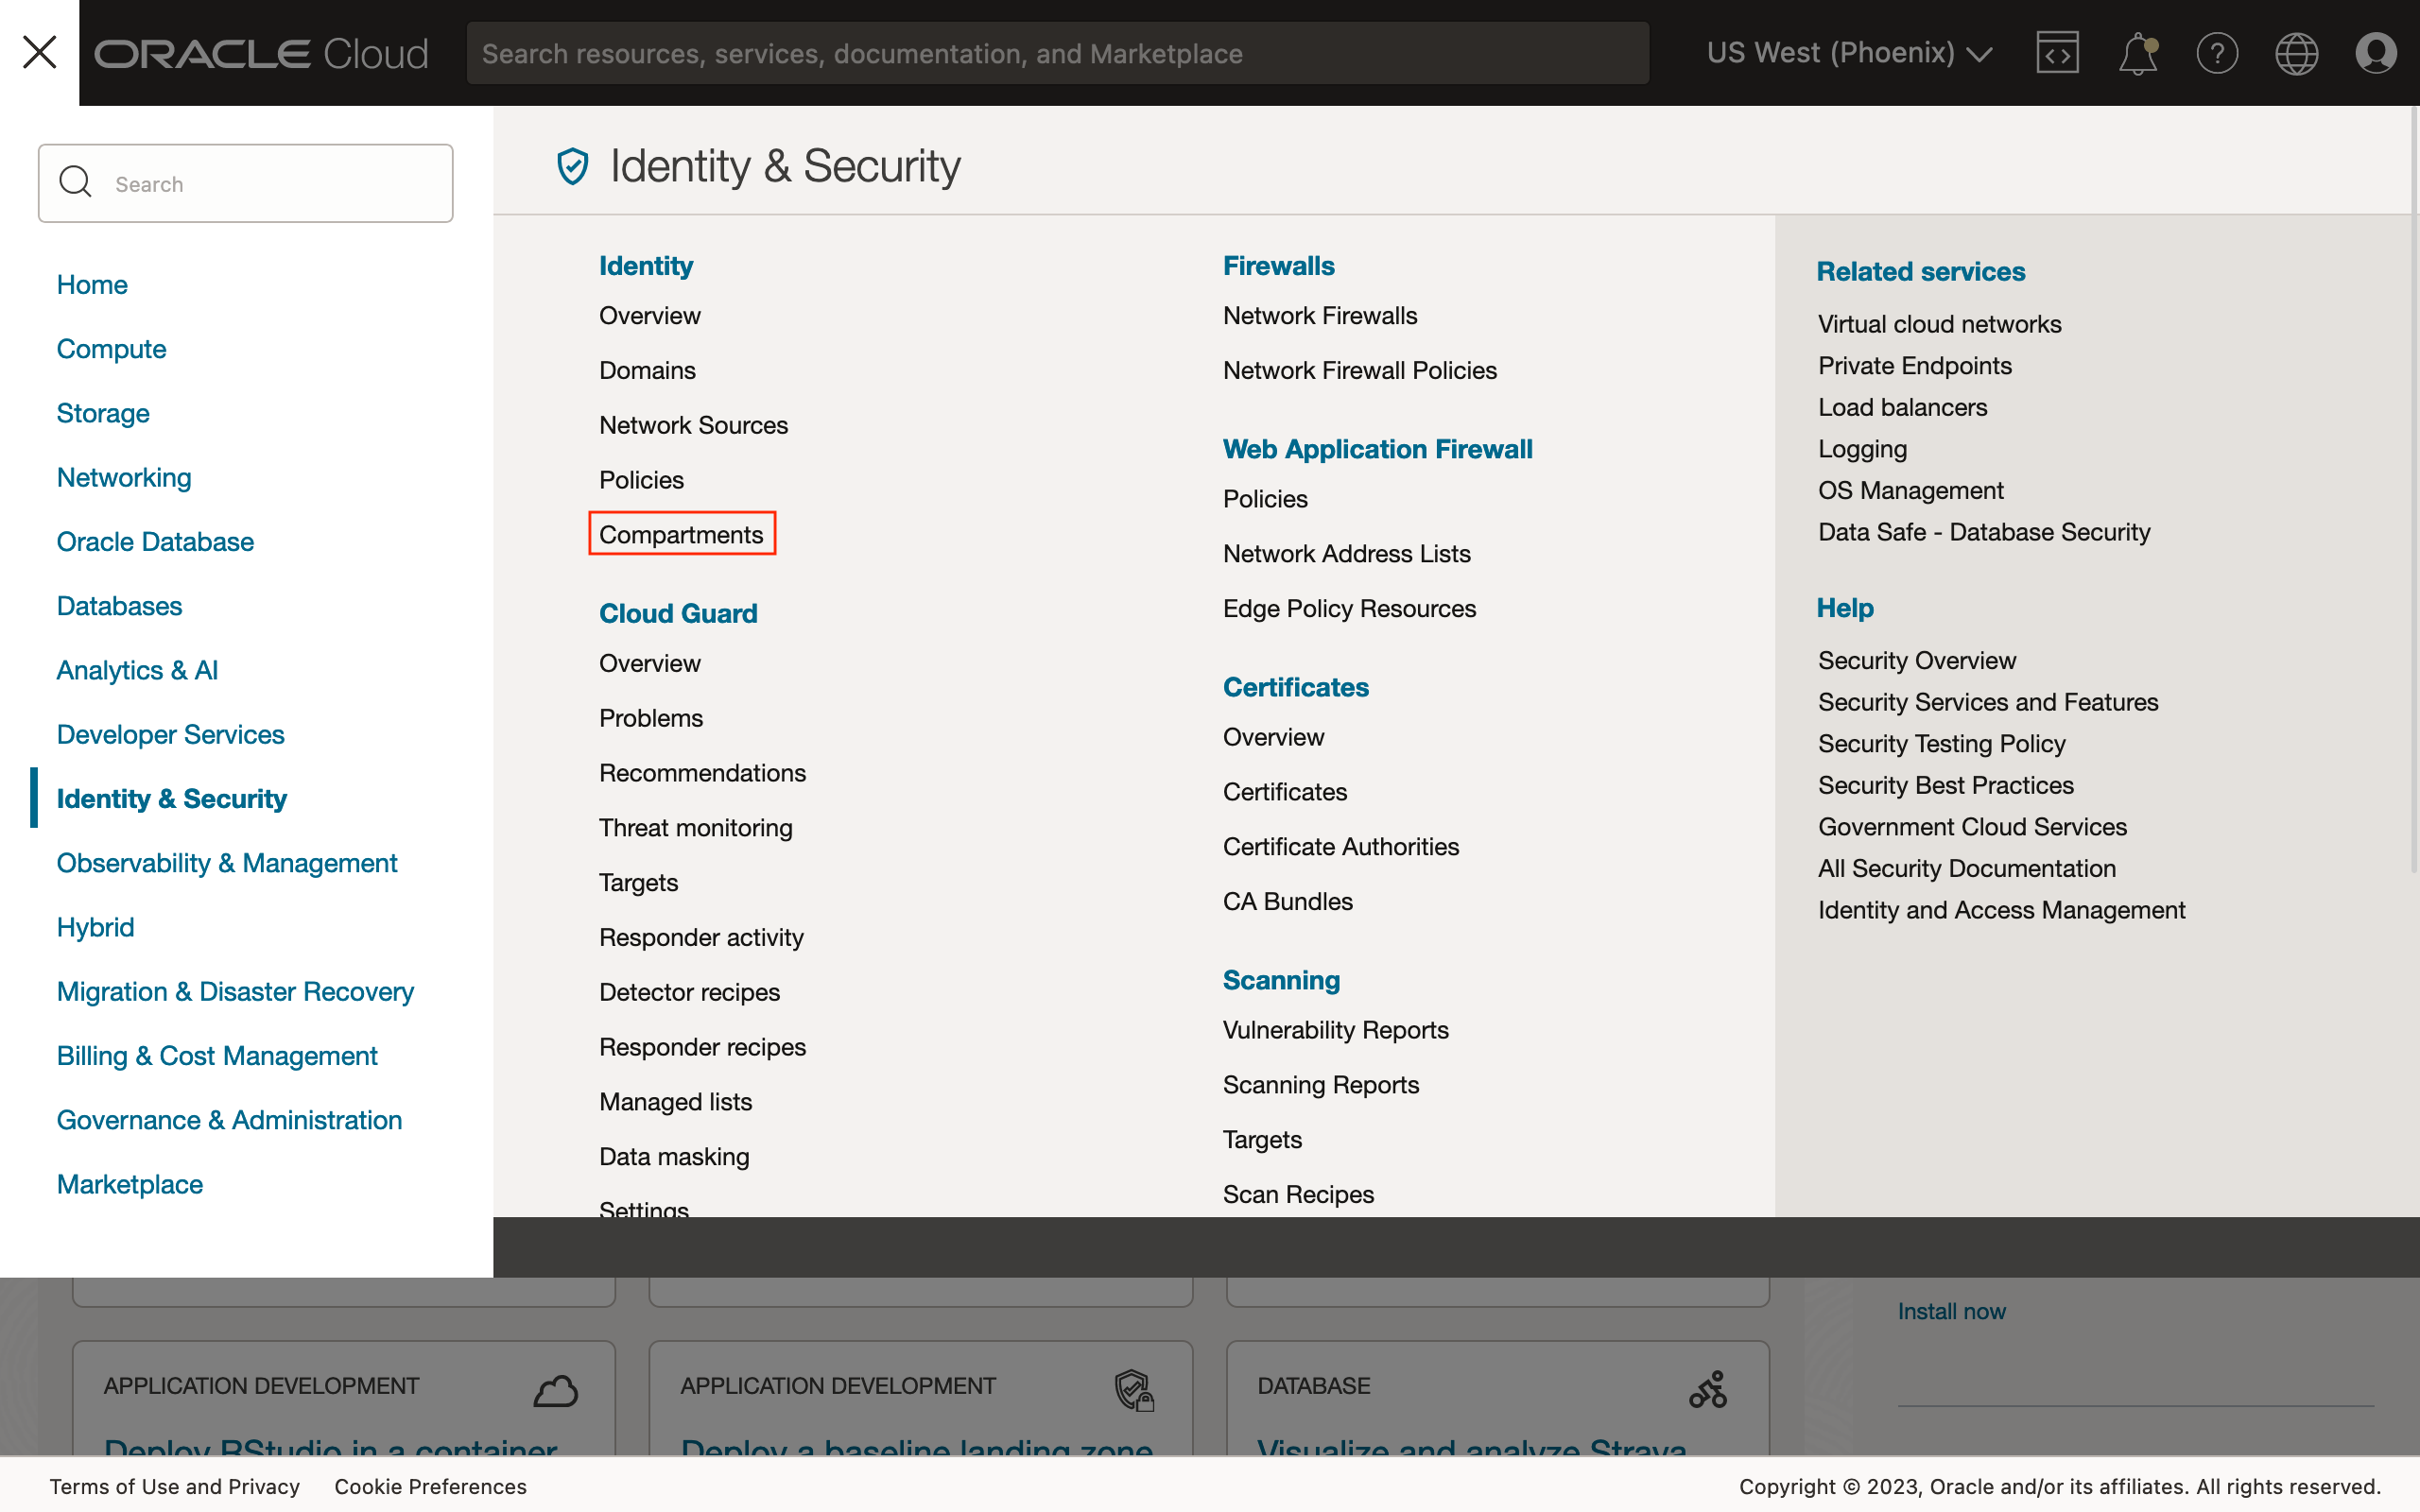 ORACLE Cloud
Search resources, services, documentation, and Marketplace
US West (Phoenix)
Search
Home
Compute
Storage
Networking
Oracle Database
Databases
Analytics & AI
Developer Services
Identity & Security
Observability & Management
Hybrid
Migration & Disaster Recovery
Billing & Cost Management
Governance & Administration
Marketplace
Identity & Security
Identity
Overview
Domains
Network Sources
Policies
Compartments
Cloud Guard
Overview
Problems
Recommendations
Threat monitoring
Targets
Responder activity
Detector recipes
Responder recipes
Managed lists
Data masking
Settings
Firewalls
Network Firewalls
Network Firewall Policies
Web Application Firewall
Policies
Network Address Lists
Edge Policy Resources
Certificates
Overview
Certificates
Certificate Authorities
CA Bundles
Scanning
Vulnerability Reports
Scanning Reports
Targets
Scan Recipes
Related services
Virtual cloud networks
Private Endpoints
Load balancers
Logging
OS Management
Data Safe - Database Security
Help
Security Overview
Security Services and Features
Security Testing Policy
Security Best Practices
Government Cloud Services
All Security Documentation
Identity and Access Management
Install now
APPLICATION DEVELOPMENT
Deploy RStudio in a container
APPLICATION DEVELOPMENT
Deploy a baseline landing zone
DATABASE
Visualize and analyze Strava
Terms of Use and Privacy
Cookie Preferences
Copyright © 2023, Oracle and/or its affiliates. All rights reserved.